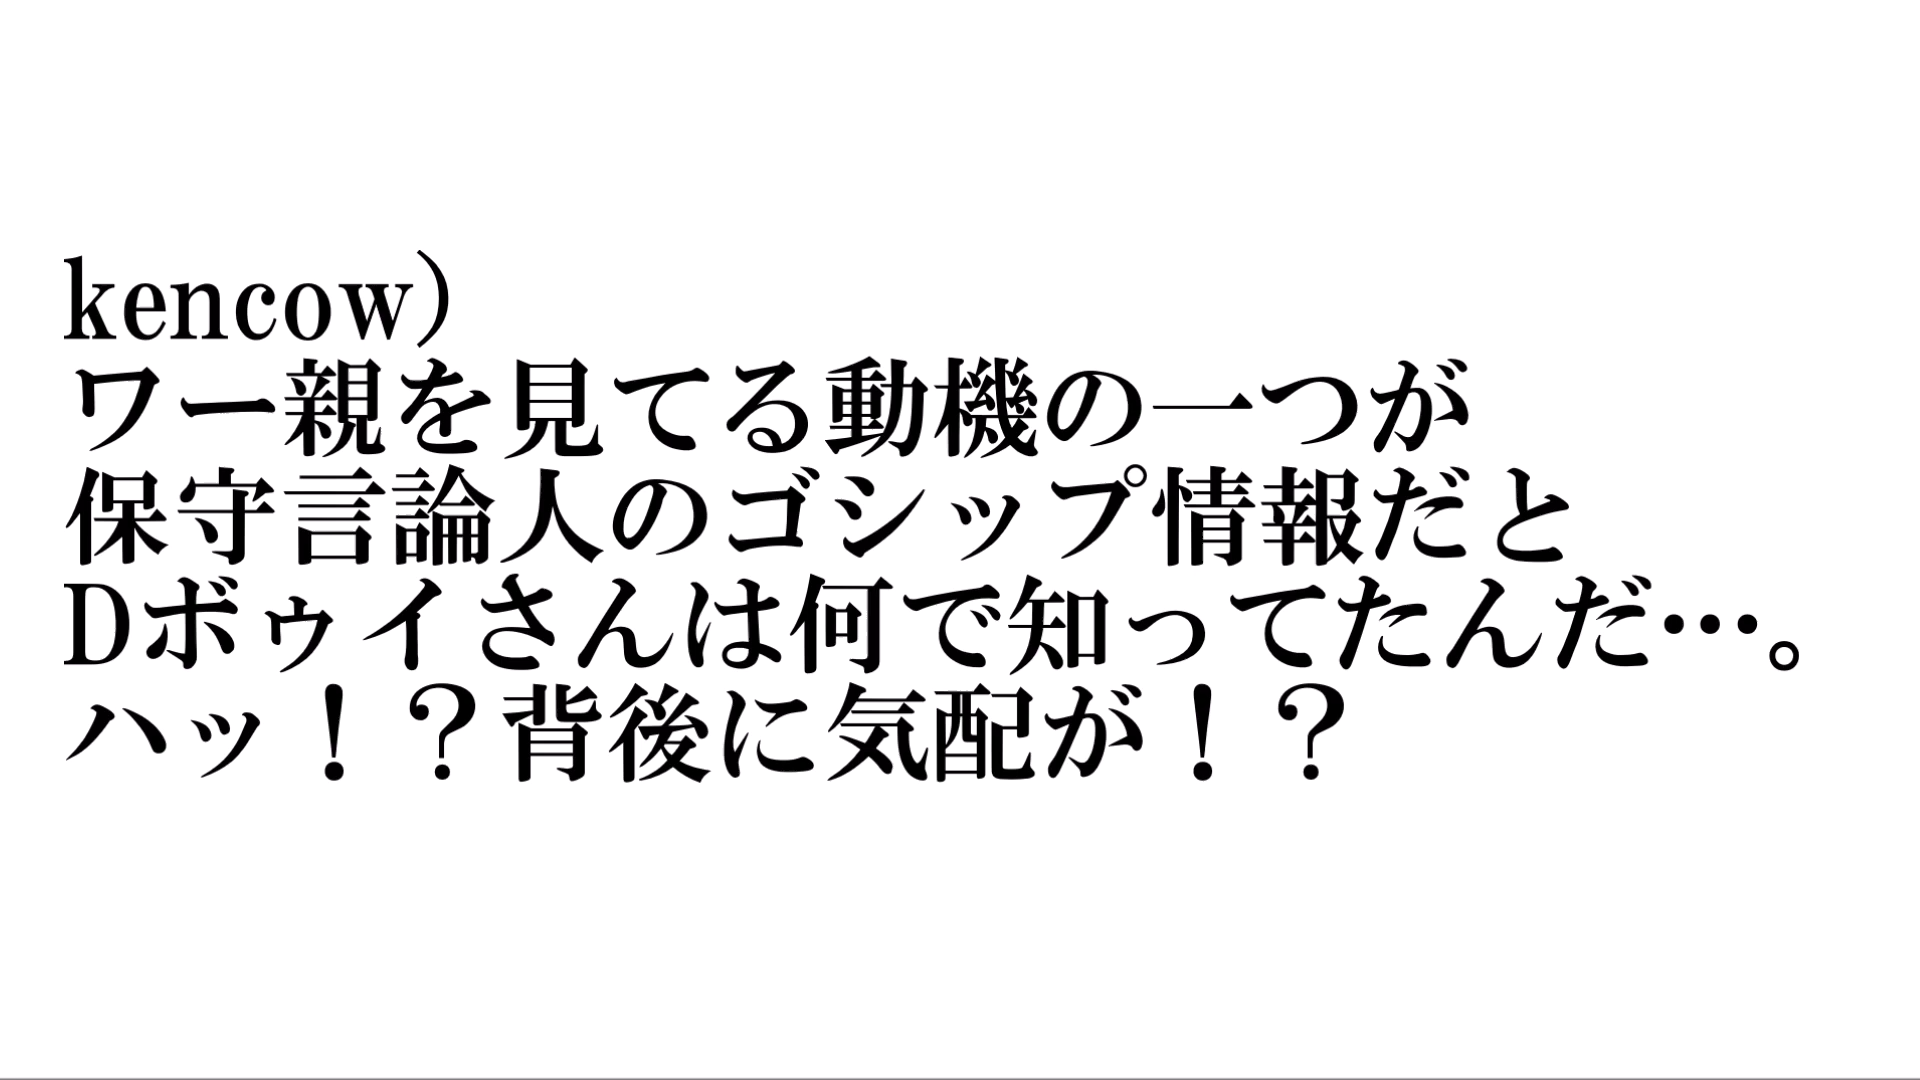 kencow)
ワー親を見てる動機の一つが
保守言論人のゴシップ情報だと
Dボゥイさんは何で知ってたんだ…。
ハッ！？背後に気配が！？